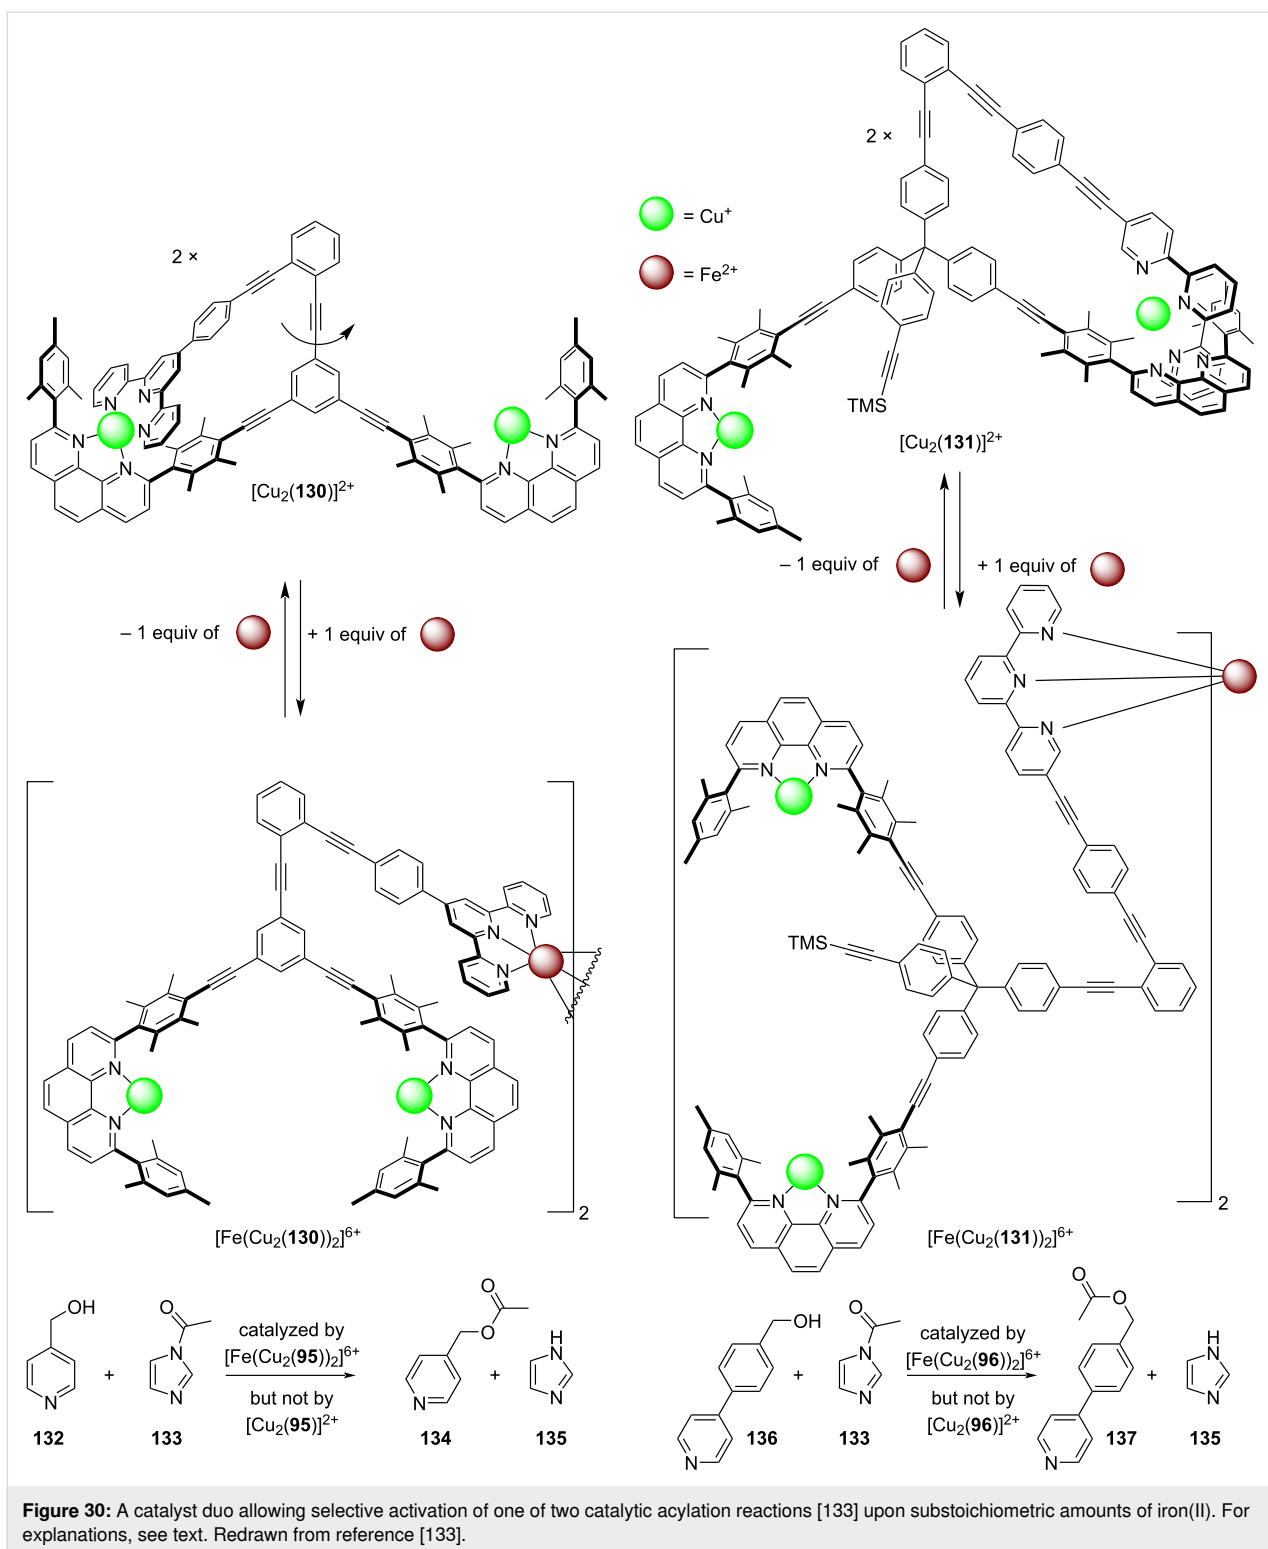 2 ×
= Cu⁺
= Fe²⁺
2 ×
N
N
N
N
N
N
N
[Cu₂(130)]²⁺
N
N
N
N
N
N
N
TMS
[Cu₂(131)]²⁺
– 1 equiv of
+ 1 equiv of
– 1 equiv of
+ 1 equiv of
N
N
N
N
N
N
N
N
N
N
N
N
2
[Fe(Cu₂(130))₂]⁶⁺
N
N
TMS
N
N
2
[Fe(Cu₂(131))₂]⁶⁺
OH
N
132
+
O
N
N
133
catalyzed by
[Fe(Cu₂(95))₂]⁶⁺
but not by
[Cu₂(95)]²⁺
O
O
N
134
+
H
N
N
135
OH
N
136
+
O
N
N
133
catalyzed by
[Fe(Cu₂(96))₂]⁶⁺
but not by
[Cu₂(96)]²⁺
O
O
N
137
+
H
N
N
135
Figure 30: A catalyst duo allowing selective activation of one of two catalytic acylation reactions [133] upon substoichiometric amounts of iron(II). For
explanations, see text. Redrawn from reference [133].